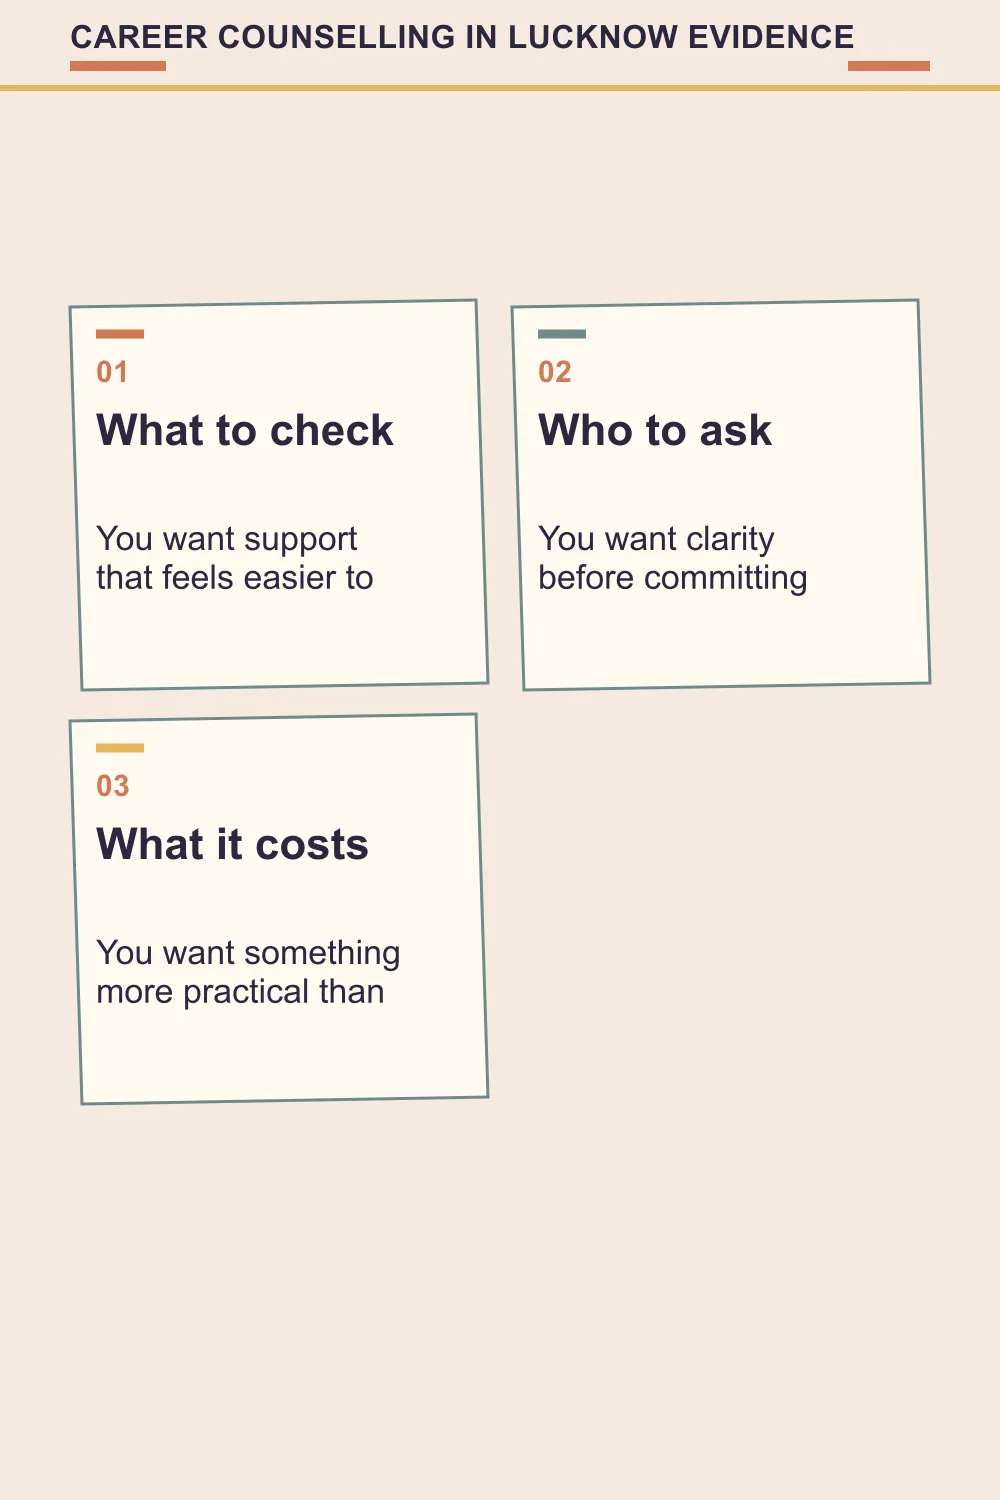 CAREER COUNSELLING IN LUCKNOW EVIDENCE
01
What to check
You want support
that feels easier to
02
Who to ask
You want clarity
before committing
03
What it costs
You want something
more practical than